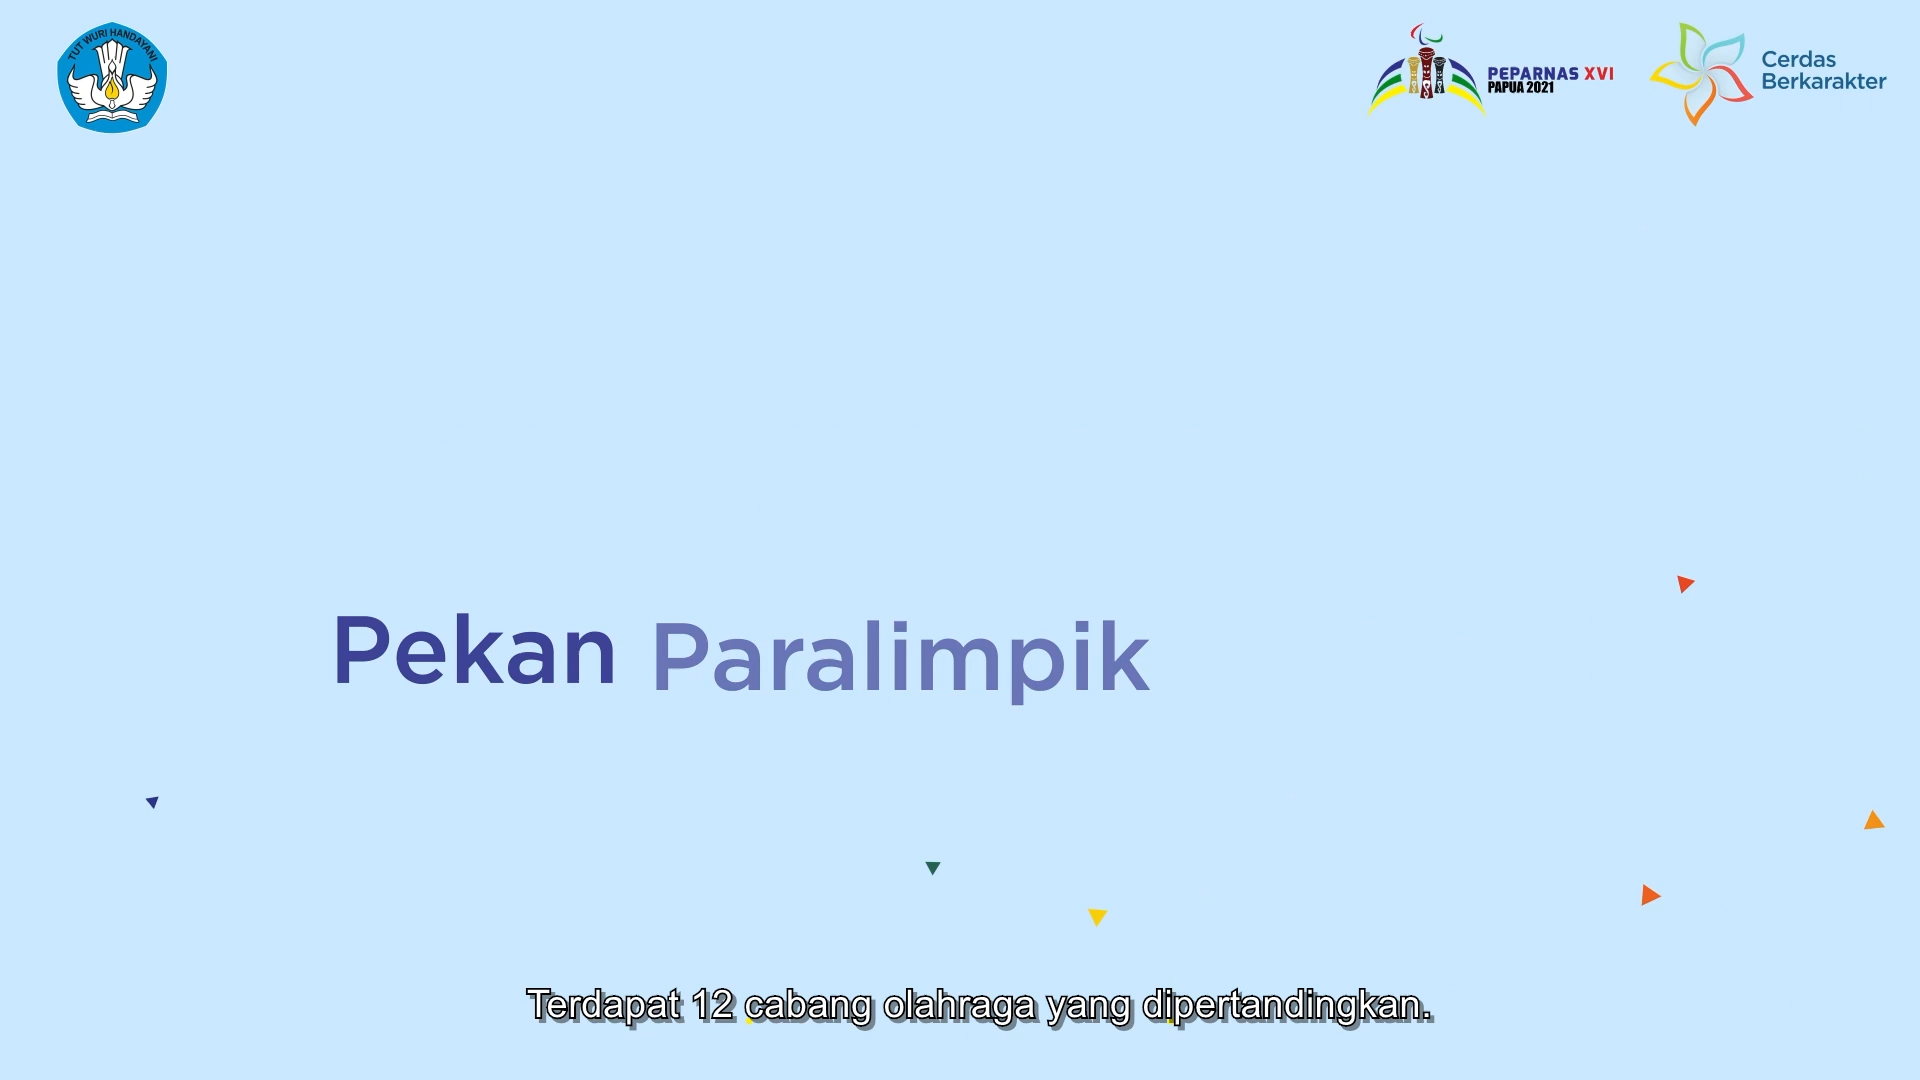 TUT WURI HANDAYANI
PEPARNAS XVI
PAPUA 2021
Cerdas
Berkarakter
Pekan Paralimpik
Terdapat 12 cabang olahraga yang dipertandingkan.